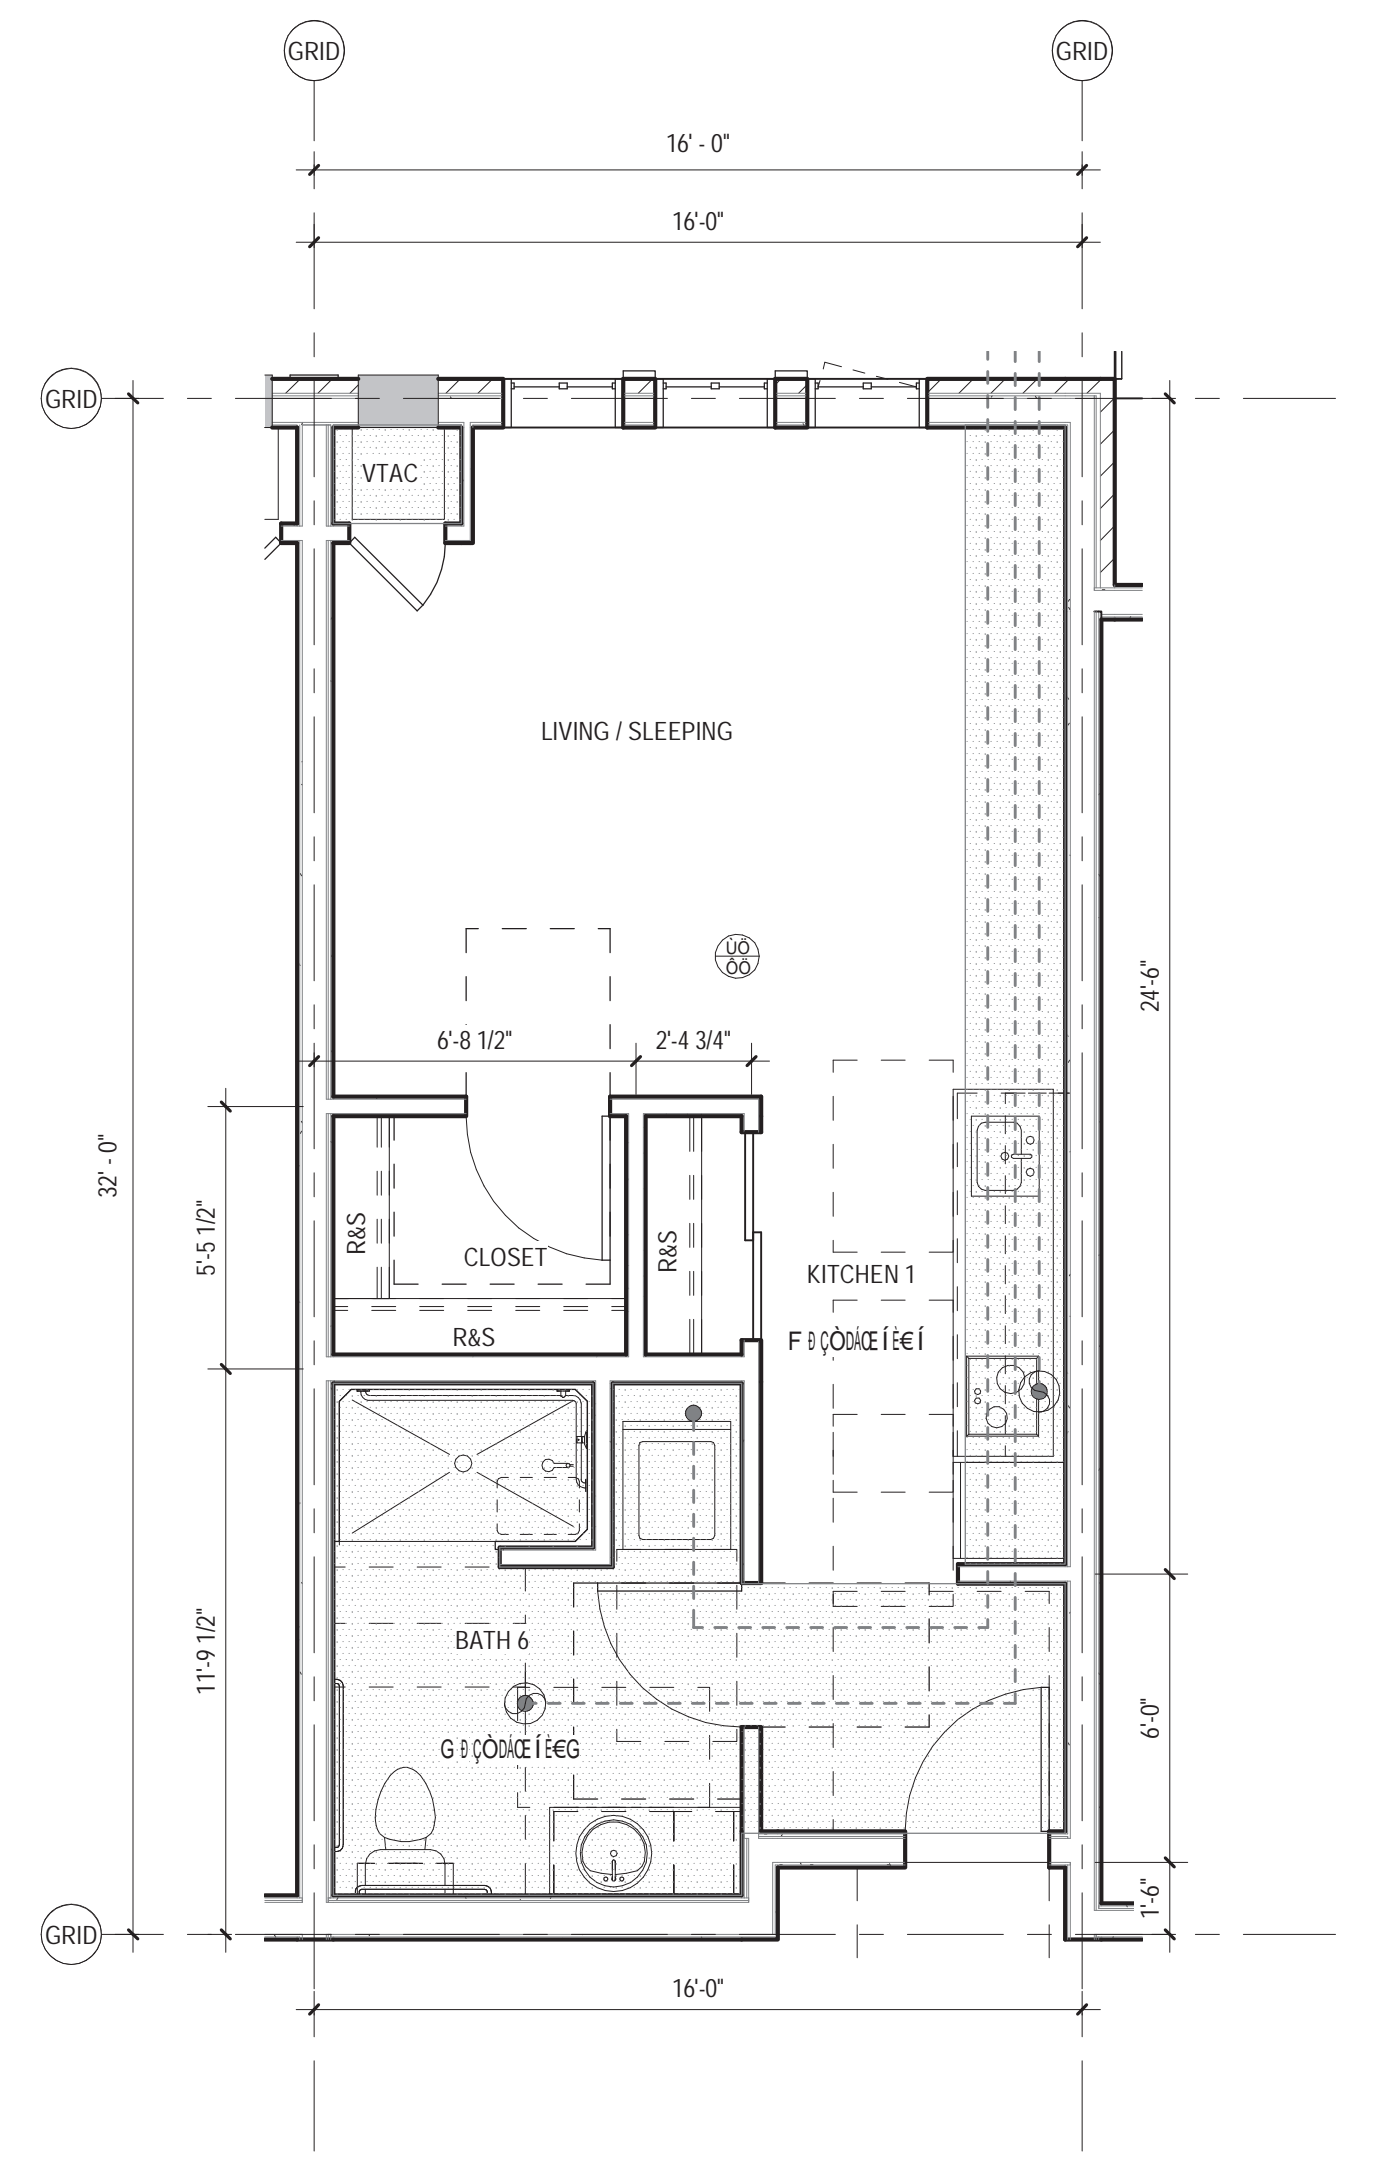 GRID
GRID
16' - 0"
16'-0"
GRID
VTAC
LIVING / SLEEPING
ÙÖ
ÔÖ
24'-6"
6'-8 1/2"
2'-4 3/4"
32' - 0"
5'-5 1/2"
R&S
CLOSET
R&S
KITCHEN 1
R&S
11'-9 1/2"
BATH 6
6'-0"
1'-6"
GRID
16'-0"